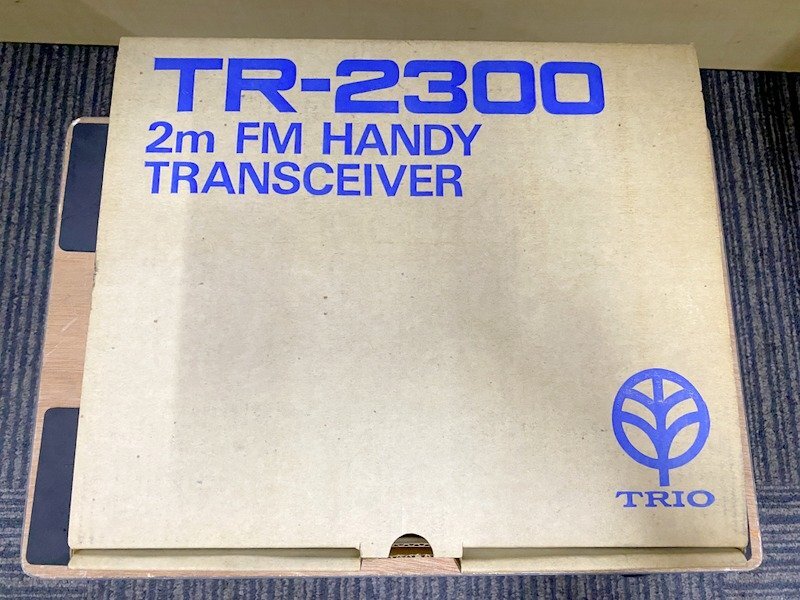 TR-2300
2m FM HANDY
TRANSCEIVER
TRIO